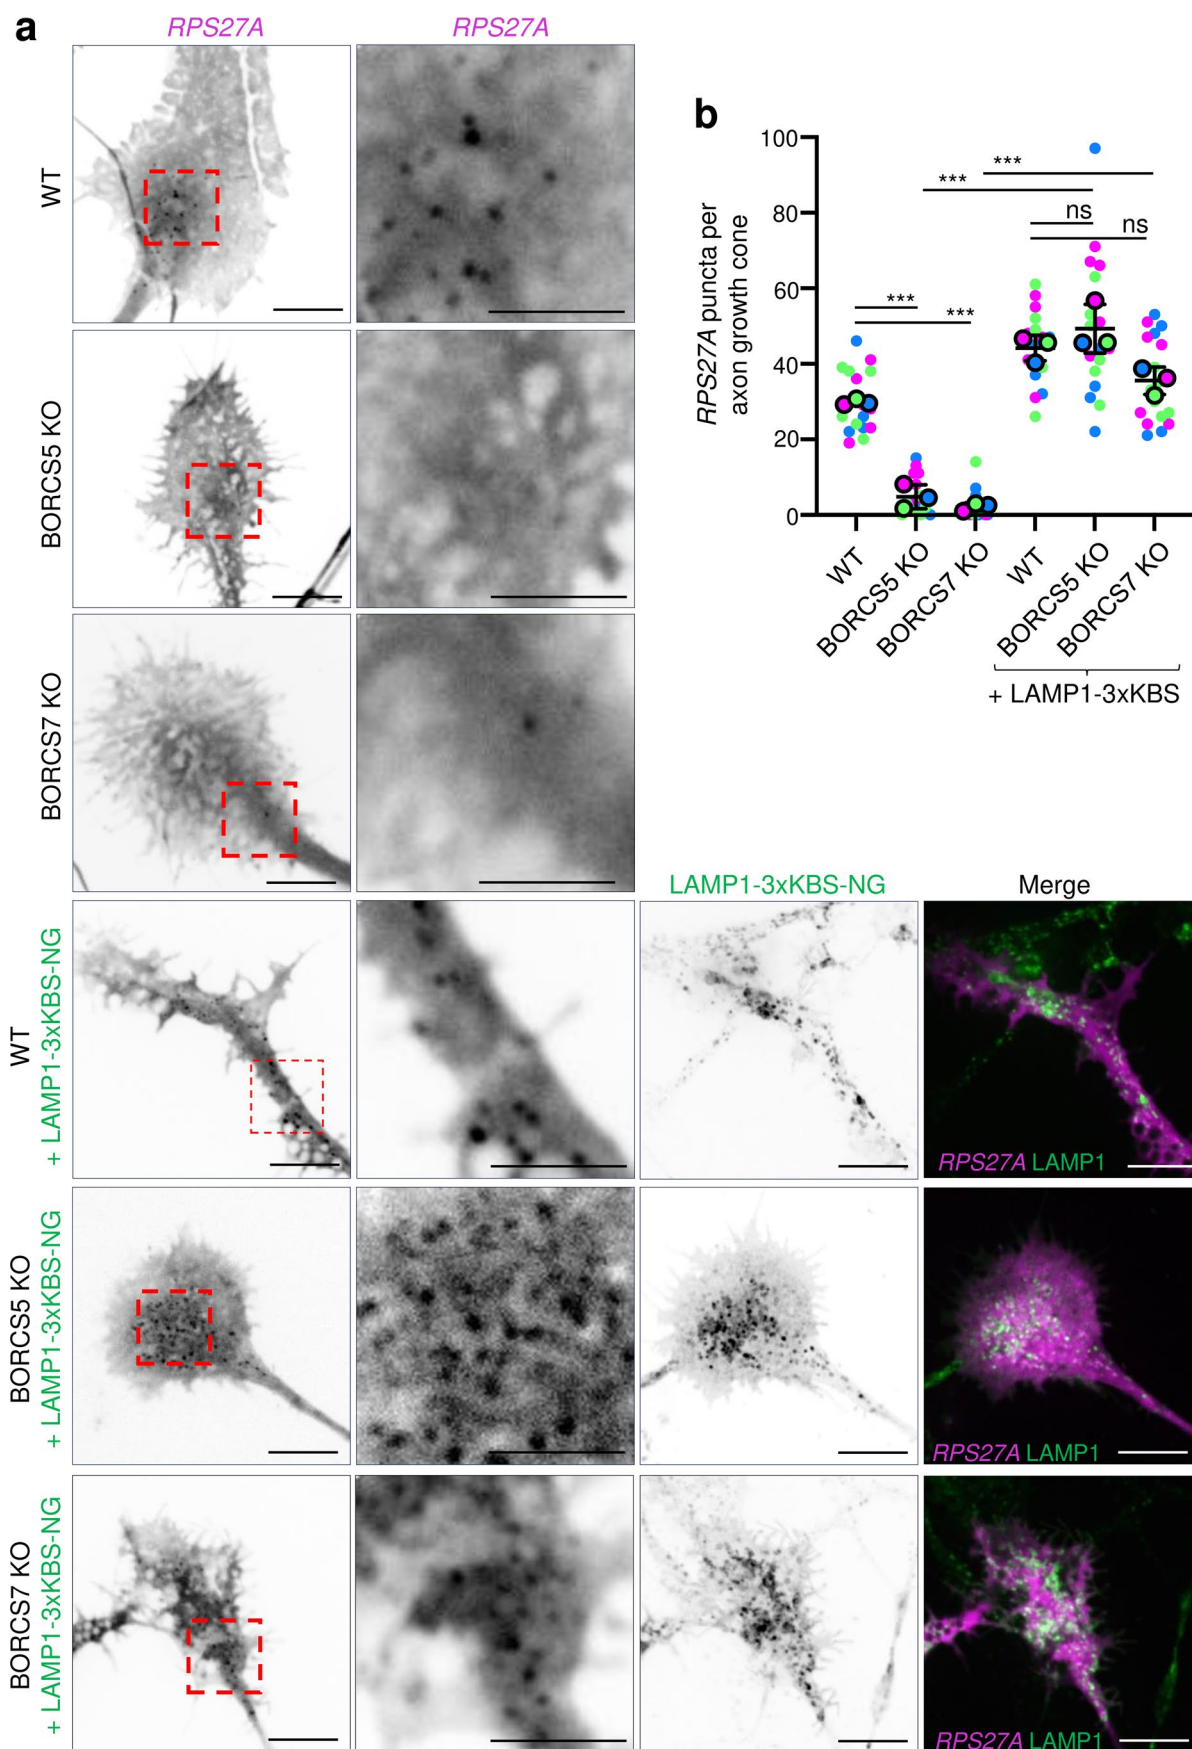 a
RPS27A
RPS27A
WT
BORCS5 KO
BORCS7 KO
WT
+ LAMP1-3xKBS-NG
BORCS5 KO
+ LAMP1-3xKBS-NG
BORCS7 KO
+ LAMP1-3xKBS-NG
LAMP1-3xKBS-NG
Merge
RPS27A LAMP1
RPS27A LAMP1
RPS27A LAMP1
b
RPS27A puncta per
axon growth cone
100
80
60
40
20
0
***
***
ns
ns
***
***
WT
BORCS5 KO
BORCS7 KO
WT
BORCS5 KO
BORCS7 KO
+ LAMP1-3xKBS